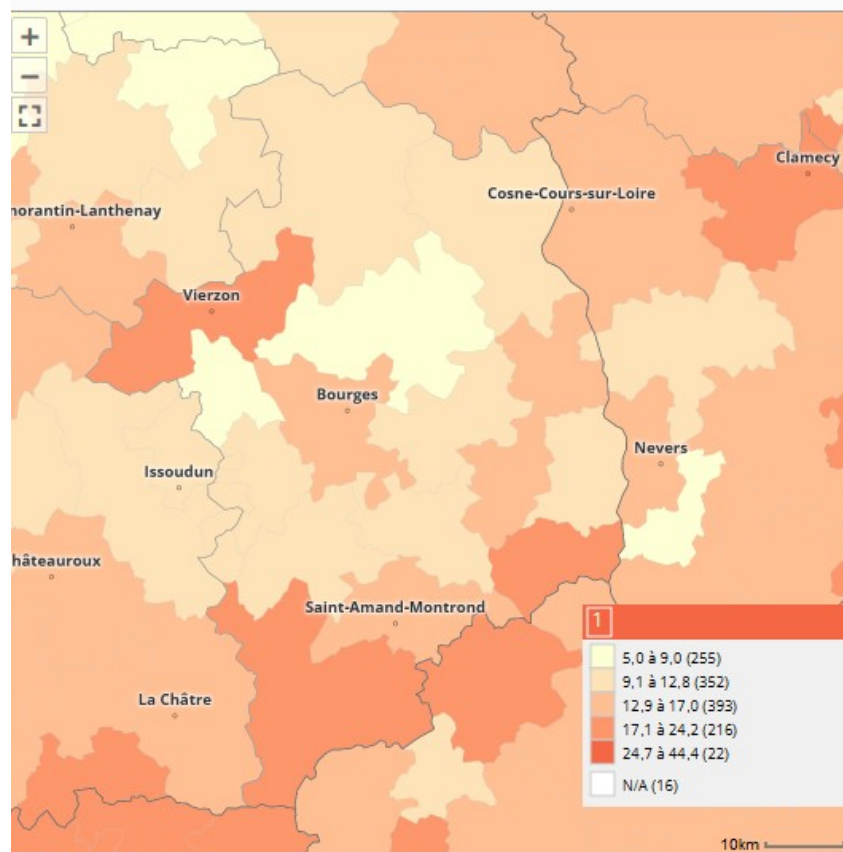 +
−
Clamecy
Cosne-Cours-sur-Loire
norantin-Lanthenay
Vierzon
Bourges
Nevers
Issoudun
hâteauroux
Saint-Amand-Montrond
La Châtre
1
5,0 à 9,0 (255)
9,1 à 12,8 (352)
12,9 à 17,0 (393)
17,1 à 24,2 (216)
24,7 à 44,4 (22)
N/A (16)
10km